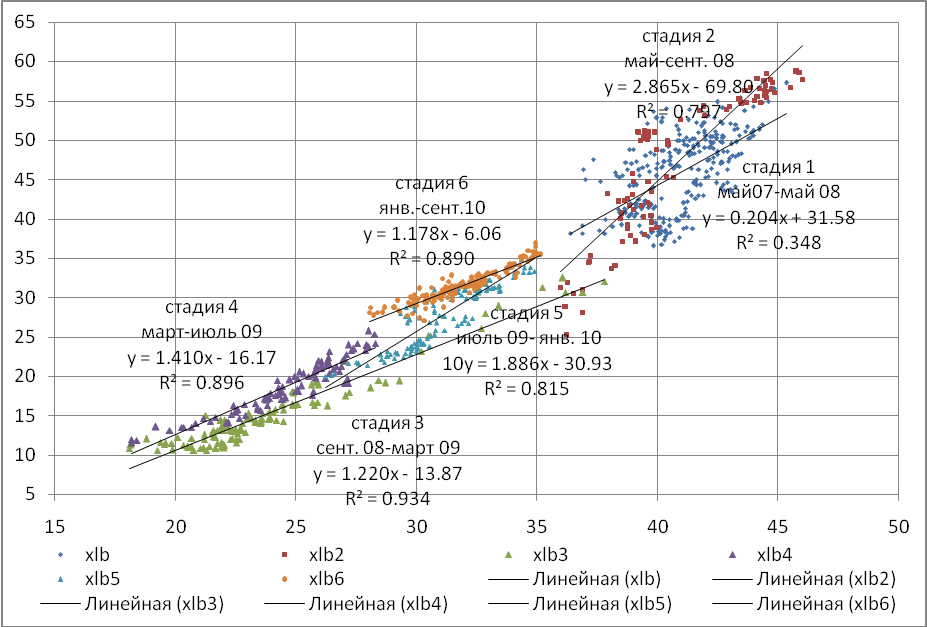 65
60
55
50
45
40
35
30
25
20
15
10
5
стадия 2
май-сент. 08
y = 2.865x - 69.80
R² = 0.797
стадия 1
май07-май 08
y = 0.204x + 31.58
R² = 0.348
стадия 6
янв.-сент.10
y = 1.178x - 6.06
R² = 0.890
стадия 4
март-июль 09
y = 1.410x - 16.17
R² = 0.896
стадия 5
июль 09- янв. 10
10y = 1.886x - 30.93
R² = 0.815
стадия 3
сент. 08-март 09
y = 1.220x - 13.87
R² = 0.934
15 20 25 30 35 40 45 50
xlb xlb2 xlb3 xlb4
xlb5 xlb6 Линейная (xlb) Линейная (xlb2)
Линейная (xlb3) Линейная (xlb4) Линейная (xlb5) Линейная (xlb6)